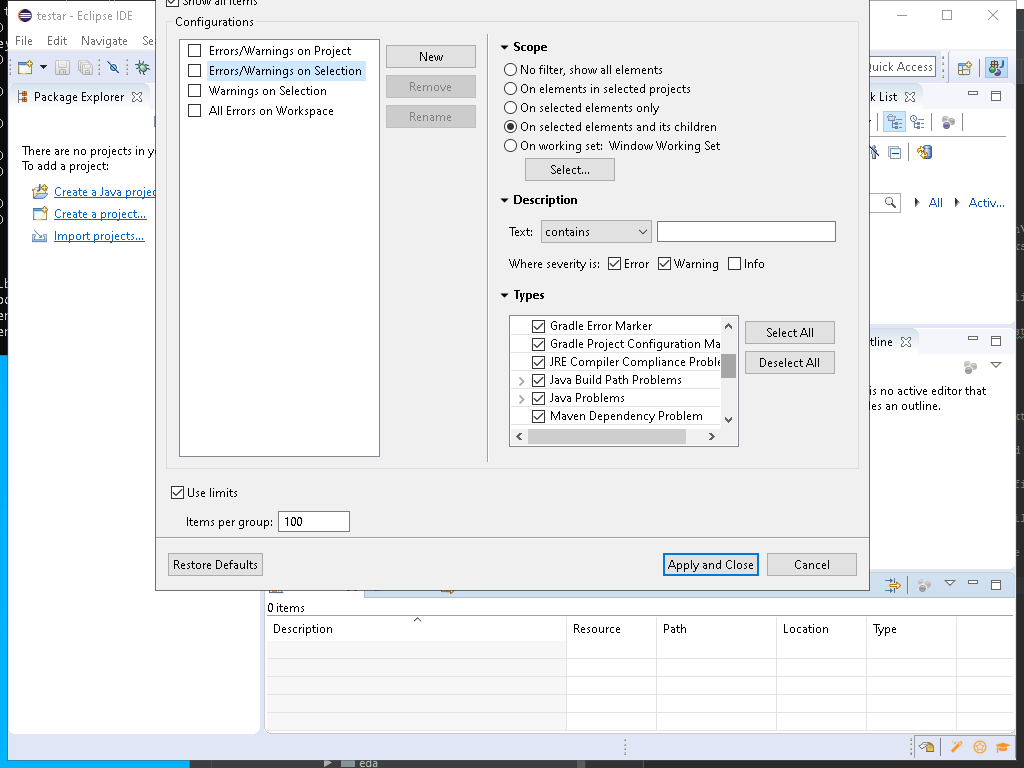 Show all items
testar - Eclipse IDE
File Edit Navigate Se
Configurations
Errors/Warnings on Project
Errors/Warnings on Selection
Warnings on Selection
All Errors on Workspace
New
Remove
Rename
Scope
No filter, show all elements
On elements in selected projects
On selected elements only
On selected elements and its children
On working set: Window Working Set
Select...
Description
Text: contains
Where severity is: Error Warning Info
Types
Gradle Error Marker
Gradle Project Configuration Ma
JRE Compiler Compliance Proble
Java Build Path Problems
Java Problems
Maven Dependency Problem
Select All
Deselect All
Use limits
Items per group: 100
Restore Defaults
Apply and Close
Cancel
Package Explorer
There are no projects in y
To add a project:
Create a Java projec
Create a project...
Import projects...
Quick Access
k List
All Activ...
tline
is no active editor that
des an outline.
0 items
Description Resource Path Location Type
eda